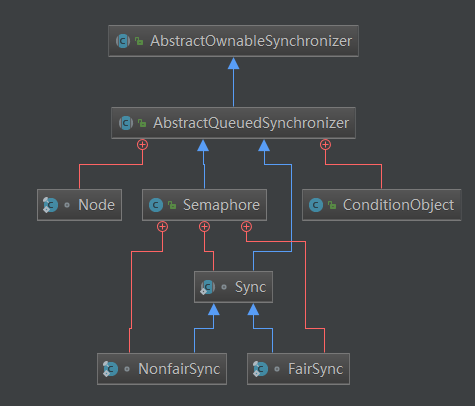 AbstractOwnableSynchronizer
AbstractQueuedSynchronizer
Node
Semaphore
ConditionObject
Sync
NonfairSync
FairSync